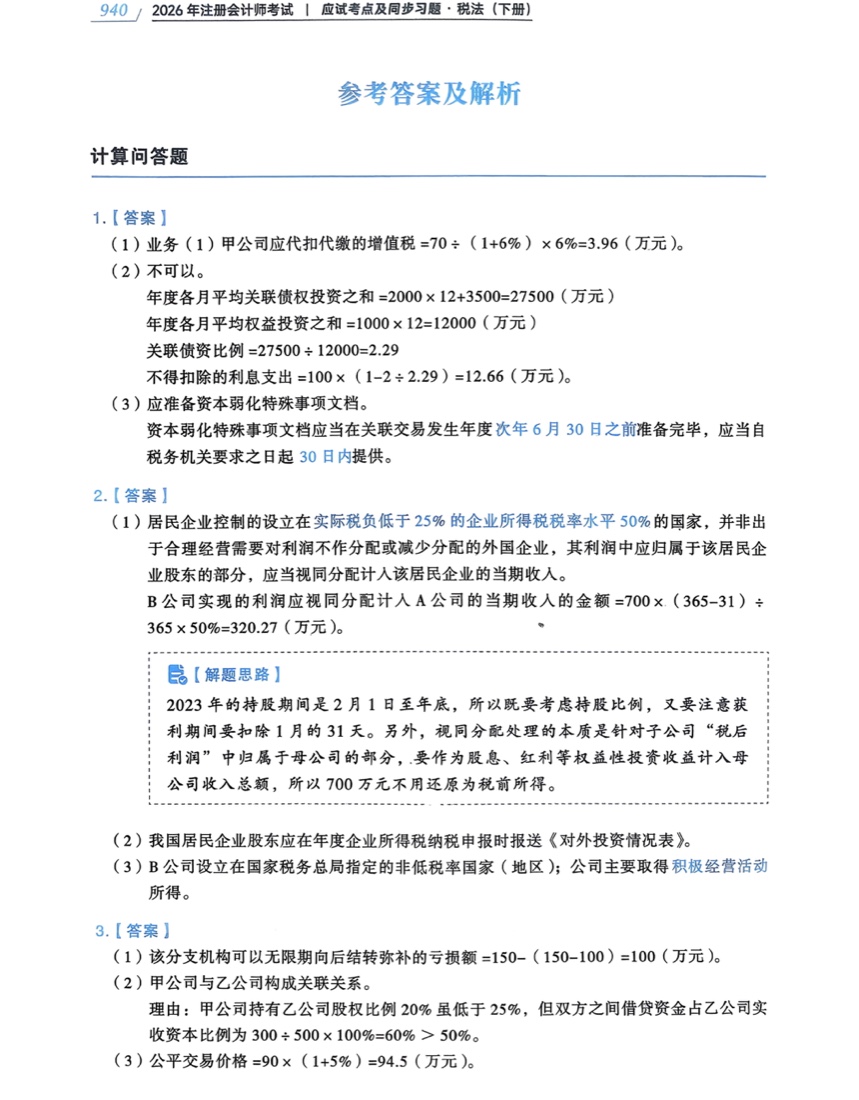 940 2026年注册会计师考试 | 应试考点及同步习题·税法（下册）
参考答案及解析
计算问答题
1.【答案】
（1）业务（1）甲公司应代扣代缴的增值税=70÷（1+6%）×6%=3.96（万元）。
（2）不可以。
年度各月平均关联债权投资之和=2000×12+3500=27500（万元）
年度各月平均权益投资之和=1000×12=12000（万元）
关联债资比例=27500÷12000=2.29
不得扣除的利息支出=100×（1-2÷2.29）=12.66（万元）。
（3）应准备资本弱化特殊事项文档。
资本弱化特殊事项文档应当在关联交易发生年度次年6月30日之前准备完毕，应当自
税务机关要求之日起30日内提供。
2.【答案】
（1）居民企业控制的设立在实际税负低于25%的企业所得税税率水平50%的国家，并非出
于合理经营需要对利润不作分配或减少分配的外国企业，其利润中应归属于该居民企
业股东的部分，应当视同分配计入该居民企业的当期收入。
B公司实现的利润应视同分配计入A公司的当期收入的金额=700×（365-31）÷
365×50%=320.27（万元）。
【解题思路】
2023年的持股期间是2月1日至年底，所以既要考虑持股比例，又要注意获
利期间要扣除1月的31天。另外，视同分配处理的本质是针对子公司“税后
利润”中归属于母公司的部分，要作为股息、红利等权益性投资收益计入母
公司收入总额，所以700万元不用还原为税前所得。
（2）我国居民企业股东应在年度企业所得税纳税申报时报送《对外投资情况表》。
（3）B公司设立在国家税务总局指定的非低税率国家（地区）；公司主要取得积极经营活动
所得。
3.【答案】
（1）该分支机构可以无限期向后结转弥补的亏损额=150-（150-100）=100（万元）。
（2）甲公司与乙公司构成关联关系。
理由：甲公司持有乙公司股权比例20%虽低于25%，但双方之间借贷资金占乙公司实
收资本比例为300÷500×100%=60%＞50%。
（3）公平交易价格=90×（1+5%）=94.5（万元）。